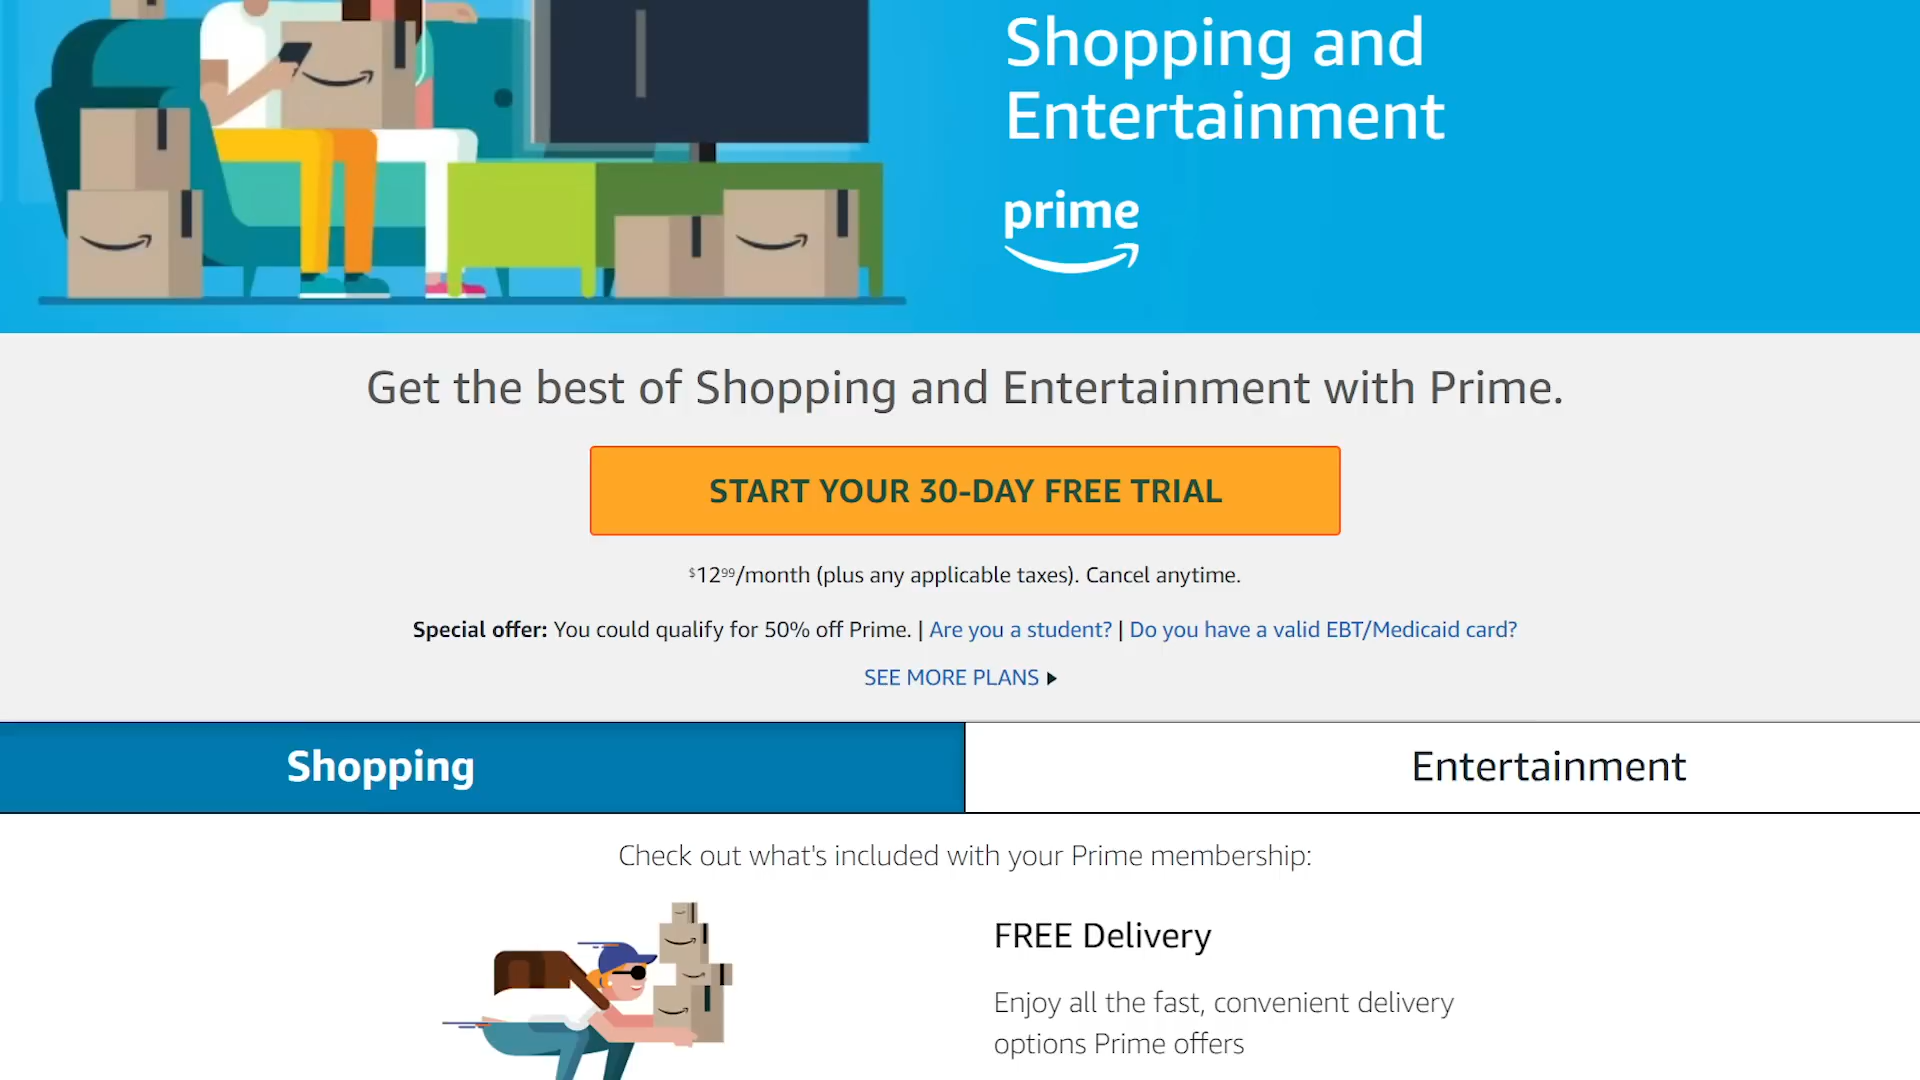 Shopping and
Entertainment
prime
Get the best of Shopping and Entertainment with Prime.
START YOUR 30-DAY FREE TRIAL
$12⁹⁹/month (plus any applicable taxes). Cancel anytime.
Special offer: You could qualify for 50% off Prime. | Are you a student? | Do you have a valid EBT/Medicaid card?
SEE MORE PLANS
Shopping
Entertainment
Check out what's included with your Prime membership:
FREE Delivery
Enjoy all the fast, convenient delivery
options Prime offers